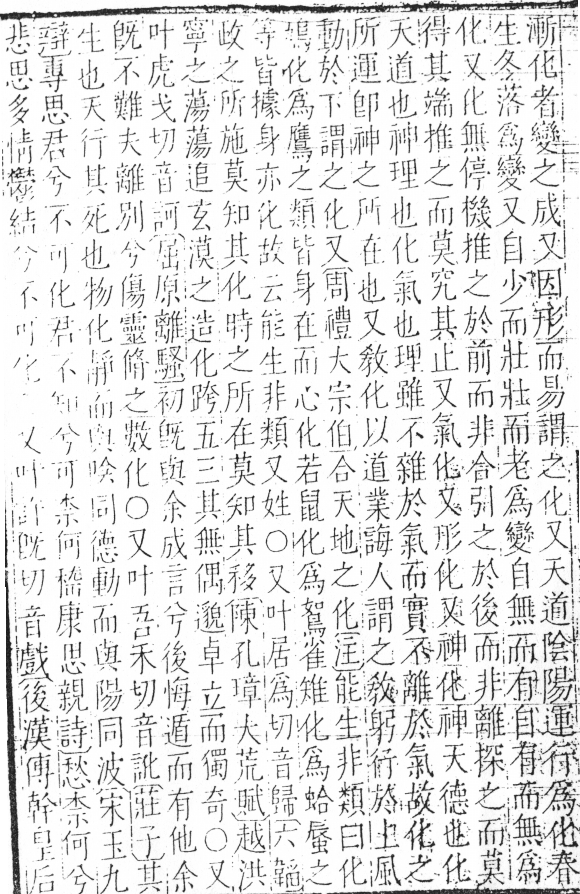 漸化者變之成又因形而易謂之化又天道陰陽運行為化春
生冬落為變又自少而壯壯而老為變自無而有自有而無為
化又化無停機推之於前而非合引之於後而非離探之而莫
得其端推之而莫究其止又氣化又形化又神化神天德也化
天道也神理也化氣也理雖不雜於氣而實不離於氣故化之
所運卽神之所在也又敎化以道業誨人謂之敎躬行於上風
動於下謂之化又周禮大宗伯合天地之化注能生非類曰化
鳩化爲鷹之類皆身在而心化若鼠化爲鴽雀雉化爲蛤蜃之
等皆據身亦化故云能生非類又姓○又叶居爲切音歸六韜
政之所施莫知其化時之所在莫知其移陳孔璋大荒賦越洪
寧之蕩蕩追玄漠之造化跨五三其無偶邈卓立而獨奇○又
叶虎戈切音訶屈原離騷初旣與余成言兮後悔遁而有他余
旣不難夫離別兮傷靈脩之數化○又叶吾禾切音訛莊子其
生也天行其死也物化靜而與陰同德動而與陽同波宋玉九
辯專思君兮不可化君不知兮可柰何嵇康思親詩愁柰何兮
悲思多情鬱結兮不可化又叶許旣切音戲後漢傅幹皇后